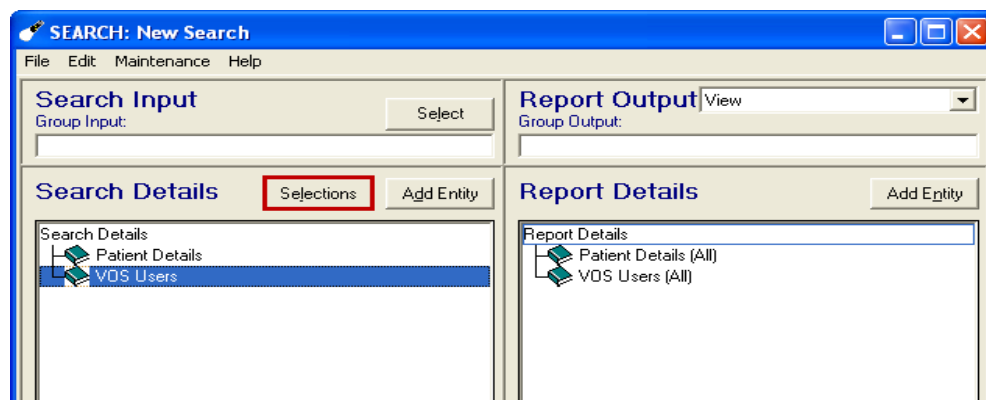 SEARCH: New Search
File Edit Maintenance Help
Search Input
Group Input:
Select
Report Output View
Group Output:
Search Details Selections Add Entity
Search Details
Patient Details
VOS Users
Report Details Add Entity
Report Details
Patient Details (All)
VOS Users (All)